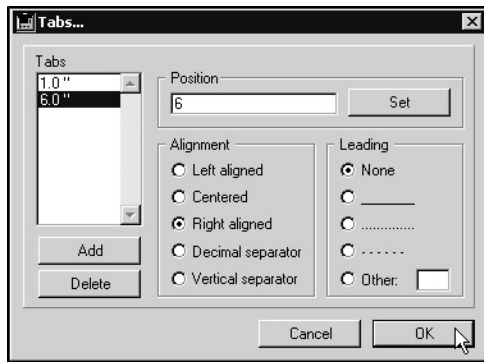 Tabs...
Tabs
1.0 "
6.0 "
Add
Delete
Position
6
Set
Alignment
Left aligned
Centered
Right aligned
Decimal separator
Vertical separator
Leading
None
_______
..............
- - - - - -
Other:
Cancel
OK